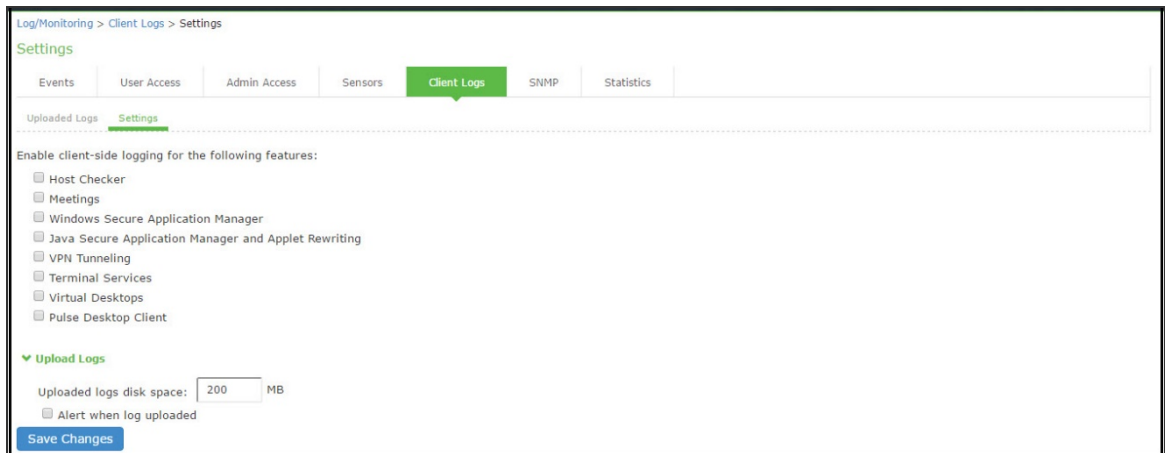 Log/Monitoring > Client Logs > Settings
Settings
Events User Access Admin Access Sensors Client Logs SNMP Statistics
Uploaded Logs Settings
Enable client-side logging for the following features:
Host Checker
Meetings
Windows Secure Application Manager
Java Secure Application Manager and Applet Rewriting
VPN Tunneling
Terminal Services
Virtual Desktops
Pulse Desktop Client
Upload Logs
Uploaded logs disk space: 200 MB
Alert when log uploaded
Save Changes